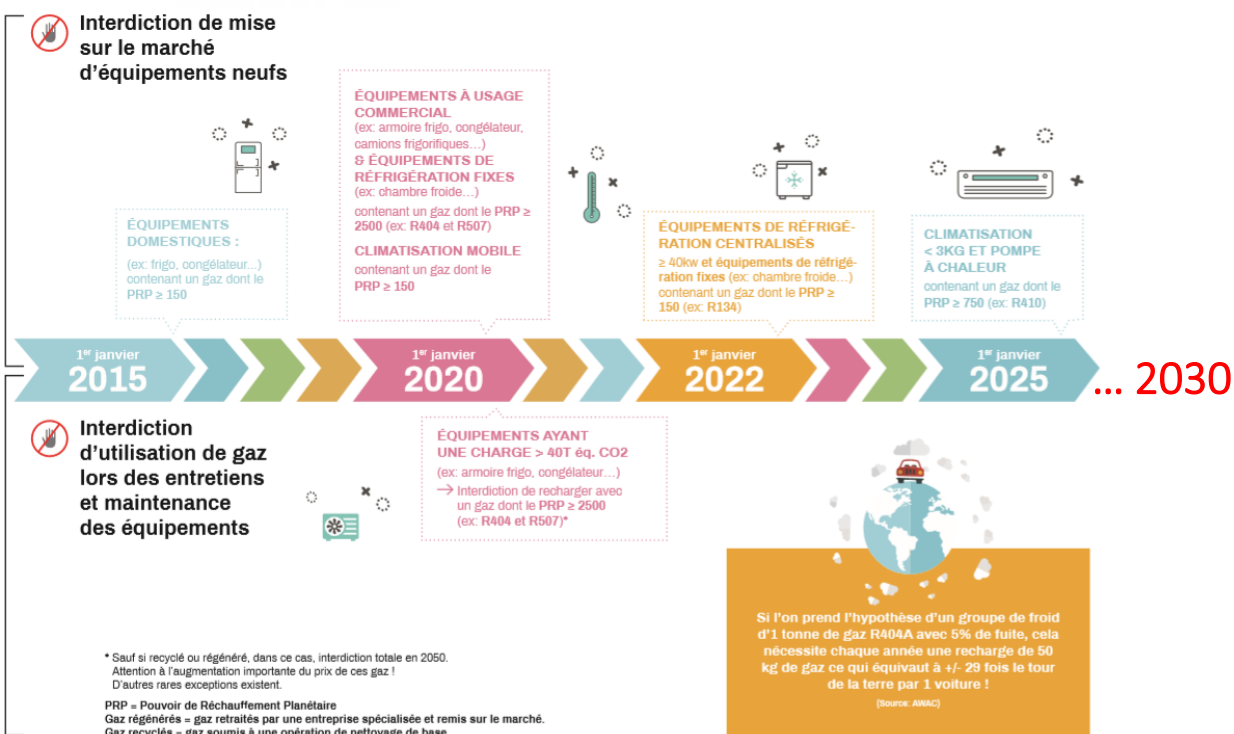 Interdiction de mise
sur le marché
d'équipements neufs
ÉQUIPEMENTS
DOMESTIQUES :
(ex: frigo, congélateur...)
contenant un gaz dont le
PRP ≥ 150
ÉQUIPEMENTS À USAGE
COMMERCIAL
(ex: armoire frigo, congélateur,
camions frigorifiques…)
& ÉQUIPEMENTS DE
RÉFRIGÉRATION FIXES
(ex: chambre froide…)
contenant un gaz dont le PRP ≥
2500 (ex: R404 et R507)
CLIMATISATION MOBILE
contenant un gaz dont le
PRP ≥ 150
ÉQUIPEMENTS DE RÉFRIGÉ-
RATION CENTRALISÉS
≥ 40kw et équipements de réfrigé-
ration fixes (ex: chambre froide…)
contenant un gaz dont le PRP ≥
150 (ex: R134)
CLIMATISATION
< 3KG ET POMPE
À CHALEUR
contenant un gaz dont le
PRP ≥ 750 (ex: R410)
1er janvier
2015
1er janvier
2020
1er janvier
2022
1er janvier
2025
... 2030
Interdiction
d'utilisation de gaz
lors des entretiens
et maintenance
des équipements
ÉQUIPEMENTS AYANT
UNE CHARGE > 40T éq. CO2
(ex: armoire frigo, congélateur…)
→ Interdiction de recharger avec
un gaz dont le PRP ≥ 2500
(ex: R404 et R507)*
Si l'on prend l'hypothèse d'un groupe de froid
d'1 tonne de gaz R404A avec 5% de fuite, cela
nécessite chaque année une recharge de 50
kg de gaz ce qui équivaut à +/- 29 fois le tour
de la terre par 1 voiture !
(Source: AWAC)
* Sauf si recyclé ou régénéré, dans ce cas, interdiction totale en 2050.
Attention à l'augmentation importante du prix de ces gaz !
D'autres rares exceptions existent.
PRP = Pouvoir de Réchauffement Planétaire
Gaz régénérés = gaz retraités par une entreprise spécialisée et remis sur le marché.
Gaz recyclés = gaz soumis à une opération de nettoyage de base